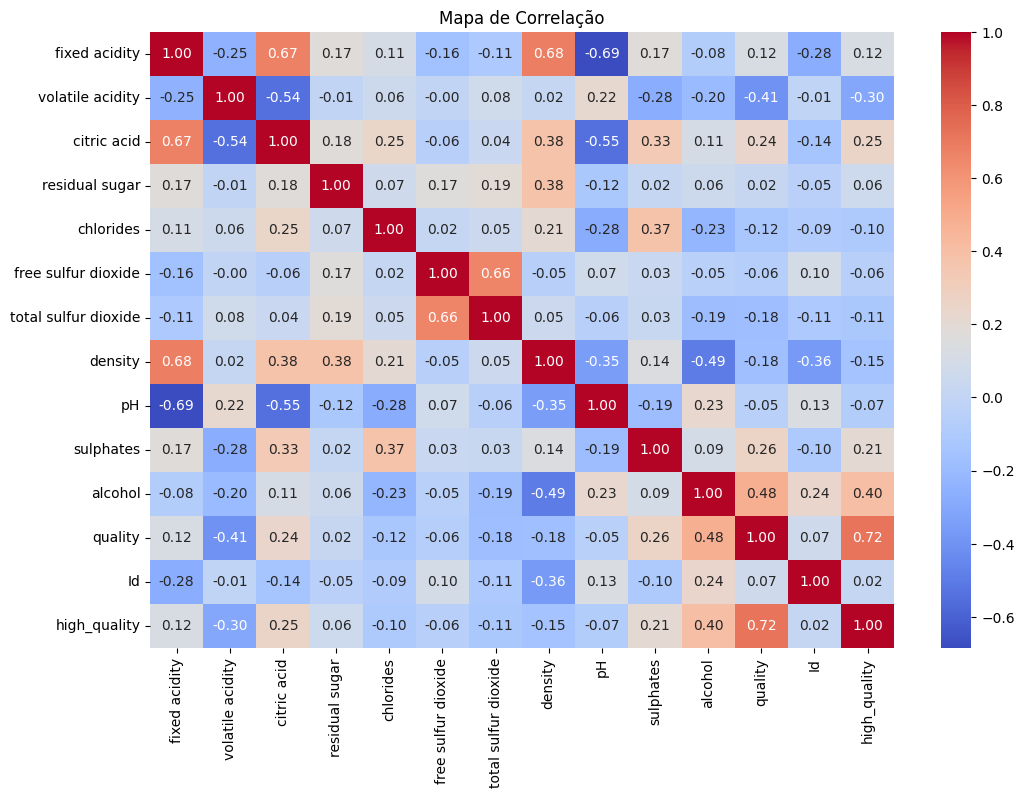 Mapa de Correlação
fixed acidity 1.00 -0.25 0.67 0.17 0.11 -0.16 -0.11 0.68 -0.69 0.17 -0.08 0.12 -0.28 0.12
volatile acidity -0.25 1.00 -0.54 -0.01 0.06 -0.00 0.08 0.02 0.22 -0.28 -0.20 -0.41 -0.01 -0.30
citric acid 0.67 -0.54 1.00 0.18 0.25 -0.06 0.04 0.38 -0.55 0.33 0.11 0.24 -0.14 0.25
residual sugar 0.17 -0.01 0.18 1.00 0.07 0.17 0.19 0.38 -0.12 0.02 0.06 0.02 -0.05 0.06
chlorides 0.11 0.06 0.25 0.07 1.00 0.02 0.05 0.21 -0.28 0.37 -0.23 -0.12 -0.09 -0.10
free sulfur dioxide -0.16 -0.00 -0.06 0.17 0.02 1.00 0.66 -0.05 0.07 0.03 -0.05 -0.06 0.10 -0.06
total sulfur dioxide -0.11 0.08 0.04 0.19 0.05 0.66 1.00 0.05 -0.06 0.03 -0.19 -0.18 -0.11 -0.11
density 0.68 0.02 0.38 0.38 0.21 -0.05 0.05 1.00 -0.35 0.14 -0.49 -0.18 -0.36 -0.15
pH -0.69 0.22 -0.55 -0.12 -0.28 0.07 -0.06 -0.35 1.00 -0.19 0.23 -0.05 0.13 -0.07
sulphates 0.17 -0.28 0.33 0.02 0.37 0.03 0.03 0.14 -0.19 1.00 0.09 0.26 -0.10 0.21
alcohol -0.08 -0.20 0.11 0.06 -0.23 -0.05 -0.19 -0.49 0.23 0.09 1.00 0.48 0.24 0.40
quality 0.12 -0.41 0.24 0.02 -0.12 -0.06 -0.18 -0.18 -0.05 0.26 0.48 1.00 0.07 0.72
Id -0.28 -0.01 -0.14 -0.05 -0.09 0.10 -0.11 -0.36 0.13 -0.10 0.24 0.07 1.00 0.02
high_quality 0.12 -0.30 0.25 0.06 -0.10 -0.06 -0.11 -0.15 -0.07 0.21 0.40 0.72 0.02 1.00
fixed acidity
volatile acidity
citric acid
residual sugar
chlorides
free sulfur dioxide
total sulfur dioxide
density
pH
sulphates
alcohol
quality
Id
high_quality
1.0
0.8
0.6
0.4
0.2
0.0
−0.2
−0.4
−0.6